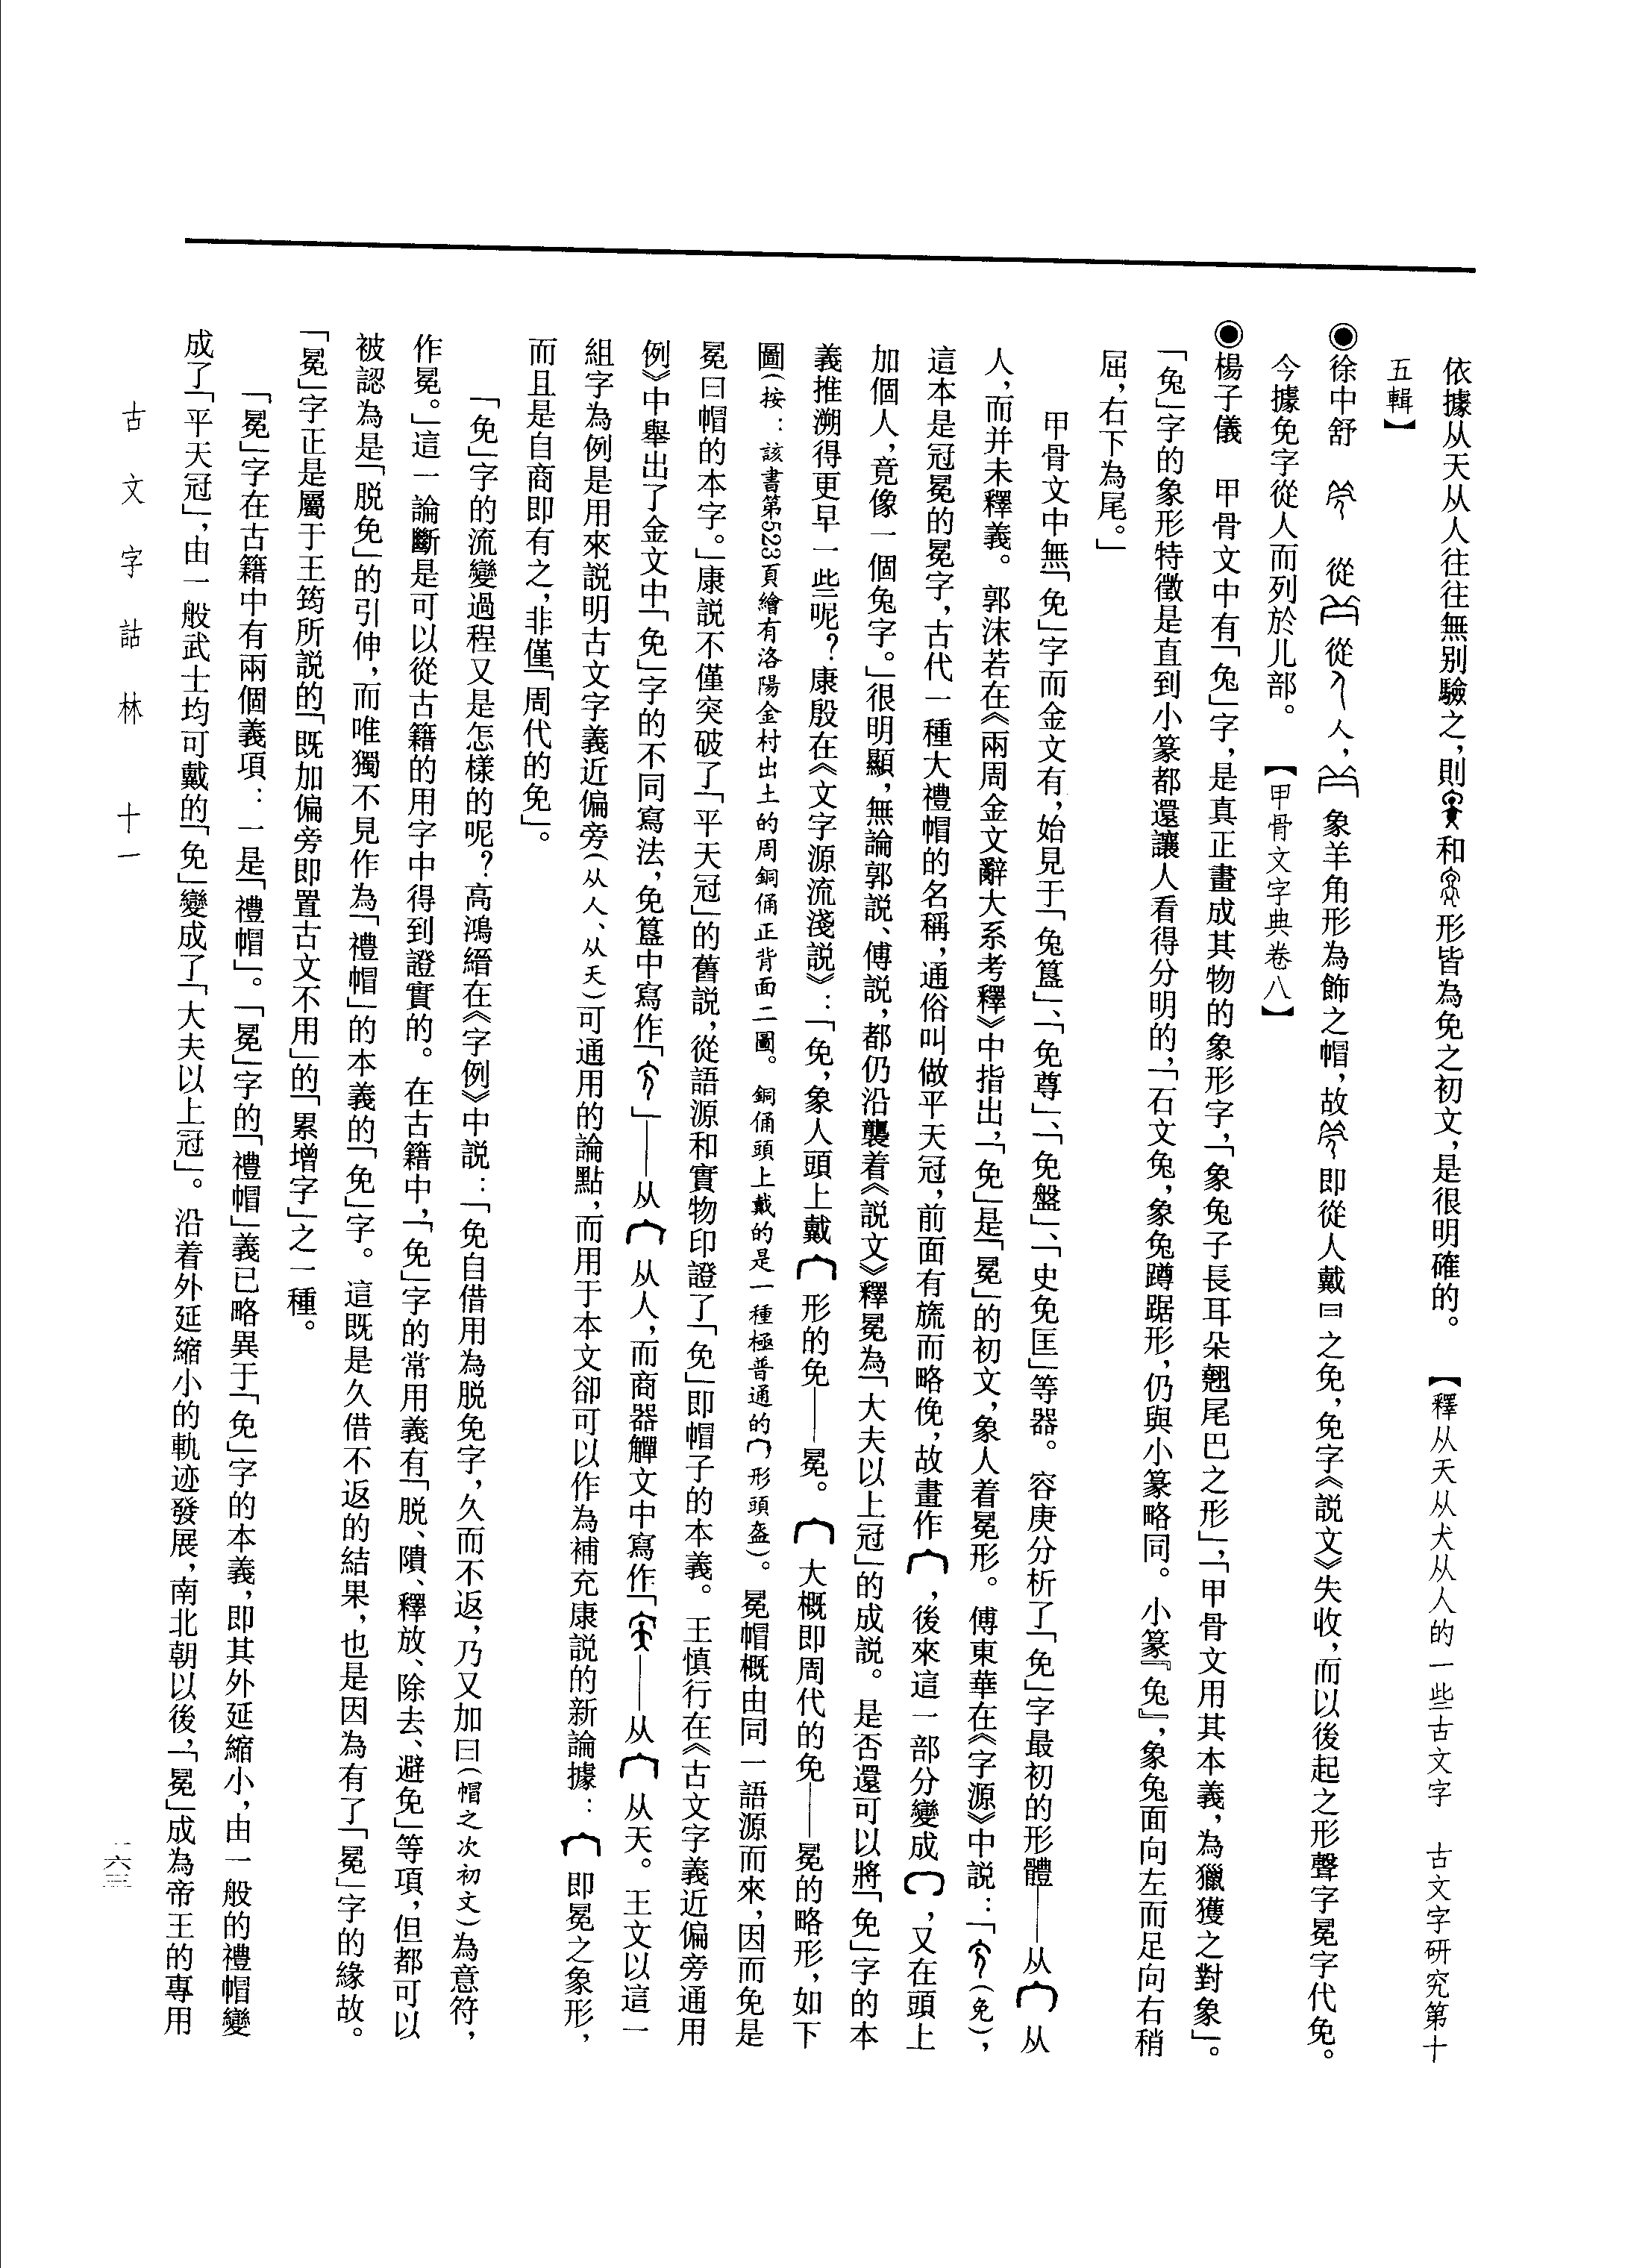 依據从天从人往往無别驗之，則和形皆為免之初文，是很明確的。　【釋从天从犬从人的一些古文字　古文字研究第十
五輯】
◉徐中舒　從從人，象羊角形為飾之帽，故即從人戴冃之免，免字《説文》失收，而以後起之形聲字冕字代免。
今據免字從人而列於儿部。　【甲骨文字典卷八】
◉楊子儀　甲骨文中有「兔」字，是真正畫成其物的象形字，「象兔子長耳朵翹尾巴之形」，「甲骨文用其本義，為獵獲之對象」。
「兔」字的象形特徵是直到小篆都還讓人看得分明的，「石文兔，象兔蹲踞形，仍與小篆略同。小篆『兔』，象兔面向左而足向右稍
屈，右下為尾。」
甲骨文中無「免」字而金文有，始見于「免簋」、「免尊」、「免盤」、「史免匡」等器。容庚分析了「免」字最初的形體——从从
人，而并未釋義。郭沫若在《兩周金文辭大系考釋》中指出，「免」是「冕」的初文，象人着冕形。傅東華在《字源》中説：「（免），
這本是冠冕的冕字，古代一種大禮帽的名稱，通俗叫做平天冠，前面有旒而略俛，故畫作，後來這一部分變成，又在頭上
加個人，竟像一個兔字。」很明顯，無論郭説、傅説，都仍沿襲着《説文》釋冕為「大夫以上冠」的成説。是否還可以將「免」字的本
義推溯得更早一些呢？康殷在《文字源流淺説》：「免，象人頭上戴形的免——冕。大概即周代的免——冕的略形，如下
圖（按：該書第523頁繪有洛陽金村出土的周銅俑正背面二圖。銅俑頭上戴的是一種極普通的形頭盔）。冕帽概由同一語源而來，因而免是
冕曰帽的本字。」康説不僅突破了「平天冠」的舊説，從語源和實物印證了「免」即帽子的本義。王慎行在《古文字義近偏旁通用
例》中舉出了金文中「免」字的不同寫法，免簋中寫作「」——从从人，而商器觶文中寫作「——从从天。王文以這一
組字為例是用來説明古文字義近偏旁（从人、从天）可通用的論點，而用于本文卻可以作為補充康説的新論據：即冕之象形，
而且是自商即有之，非僅「周代的免」。
「免」字的流變過程又是怎樣的呢？高鴻縉在《字例》中説：「免自借用為脱免字，久而不返，乃又加曰（帽之次初文）為意符，
作冕。」這一論斷是可以從古籍的用字中得到證實的。在古籍中，「免」字的常用義有「脱、隤、釋放、除去、避免」等項，但都可以
被認為是「脱免」的引伸，而唯獨不見作為「禮帽」的本義的「免」字。這既是久借不返的結果，也是因為有了「冕」字的緣故。
「冕」字正是屬于王筠所説的「既加偏旁即置古文不用」的「累增字」之一種。
「冕」字在古籍中有兩個義項：一是「禮帽」。「冕」字的「禮帽」義已略異于「免」字的本義，即其外延縮小，由一般的禮帽變
成了「平天冠」，由一般武士均可戴的「免」變成了「大夫以上冠」。沿着外延縮小的軌迹發展，南北朝以後，「冕」成為帝王的專用
古文字詁林　十一
一六三